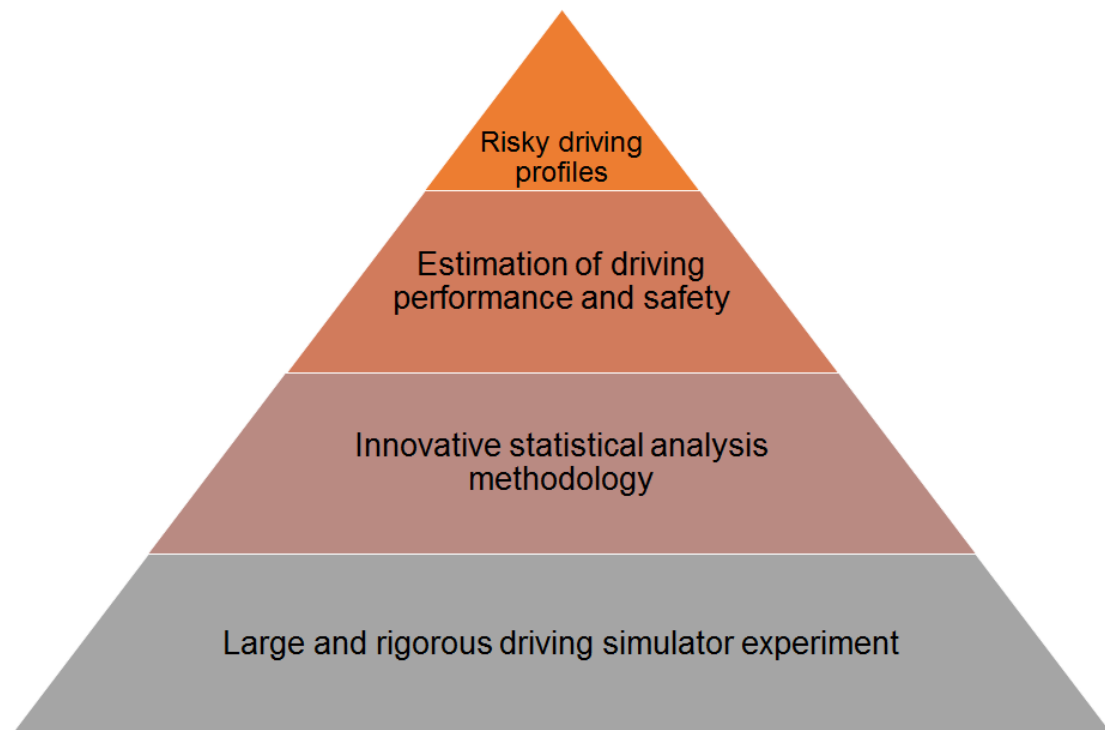 Risky driving
profiles
Estimation of driving
performance and safety
Innovative statistical analysis
methodology
Large and rigorous driving simulator experiment